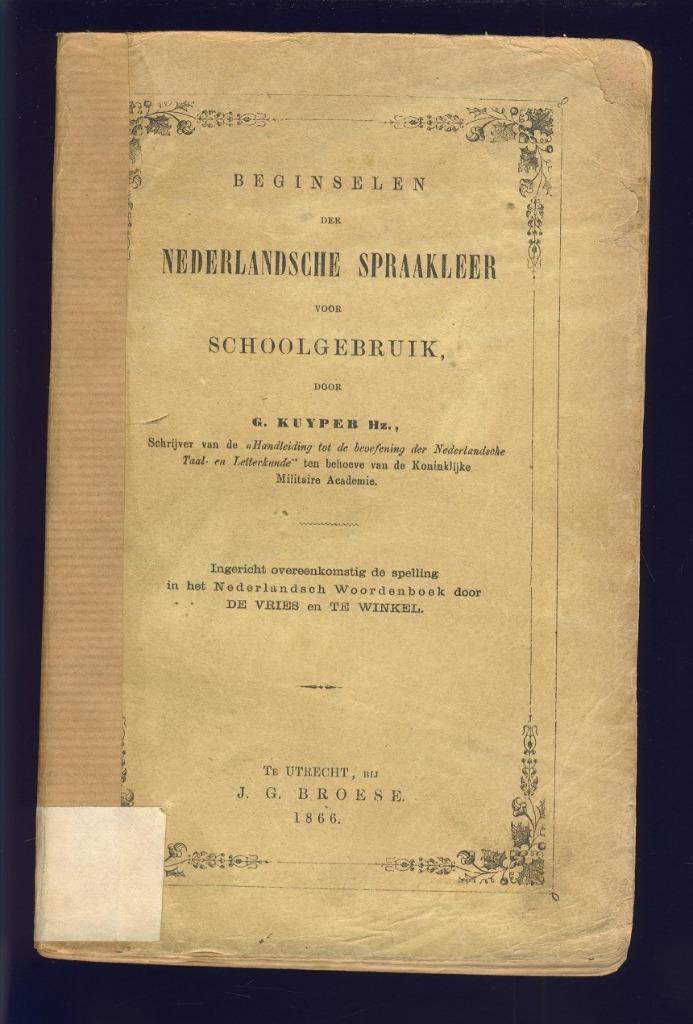 BEGINSELEN
DER
NEDERLANDSCHE SPRAAKLEER
VOOR
SCHOOLGEBRUIK,
DOOR
G. KUYPER Hz.,
Schrijver van de „Handleiding tot de beoefening der Nederlandsche
Taal- en Letterkunde" ten behoeve van de Koninklijke
Militaire Academie.
Ingericht overeenkomstig de spelling
in het Nederlandsch Woordenboek door
DE VRIES en TE WINKEL.
TE UTRECHT, BIJ
J. G. BROESE.
1866.